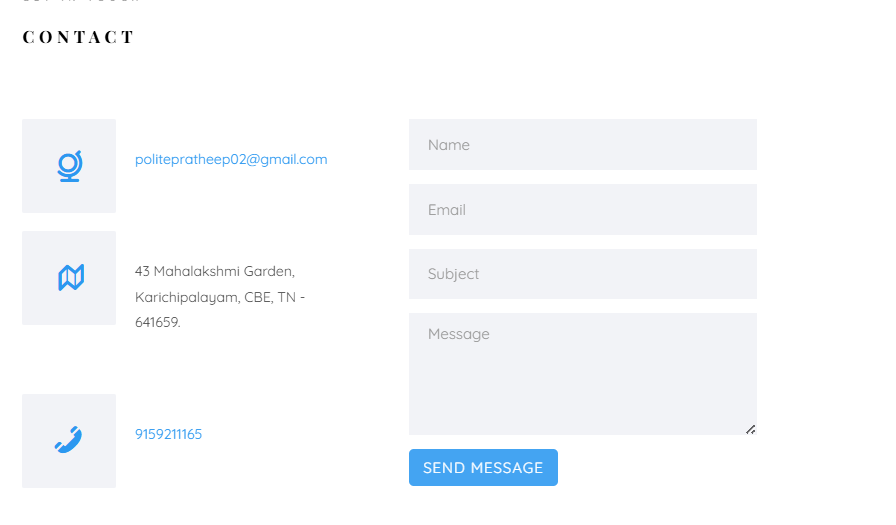 CONTACT
politepratheep02@gmail.com
43 Mahalakshmi Garden,
Karichipalayam, CBE, TN -
641659.
9159211165
Name
Email
Subject
Message
SEND MESSAGE